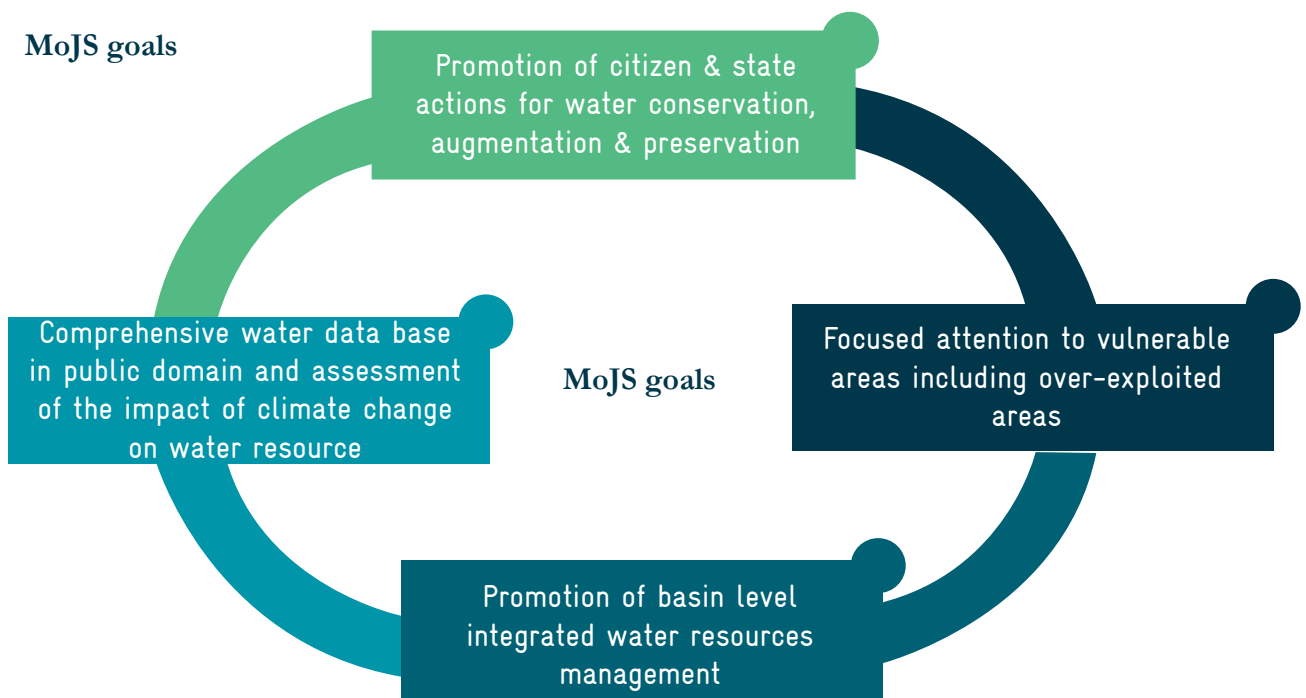 MoJS goals
Promotion of citizen & state
actions for water conservation,
augmentation & preservation
Comprehensive water data base
in public domain and assessment
of the impact of climate change
on water resource
MoJS goals
Focused attention to vulnerable
areas including over-exploited
areas
Promotion of basin level
integrated water resources
management